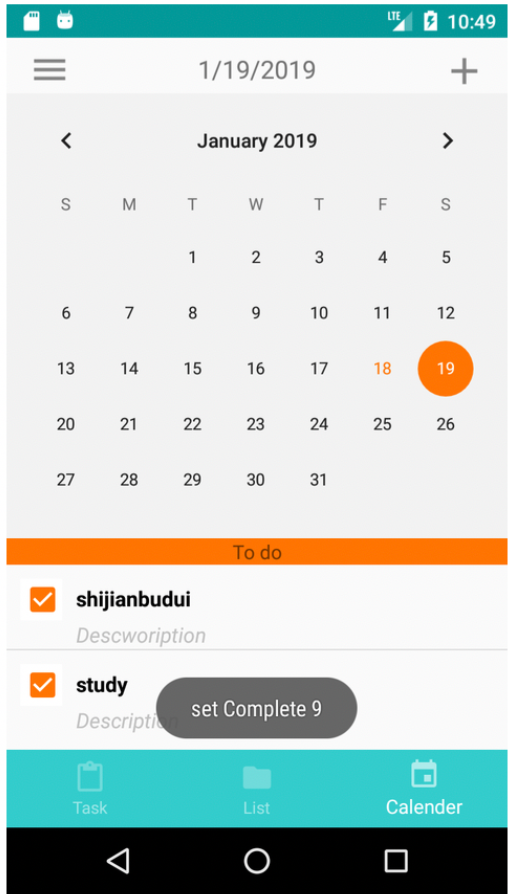 LTE 10:49
1/19/2019
January 2019
S M T W T F S
1 2 3 4 5
6 7 8 9 10 11 12
13 14 15 16 17 18 19
20 21 22 23 24 25 26
27 28 29 30 31
To do
shijianbudui
Descwoription
study
set Complete 9
Task List Calender